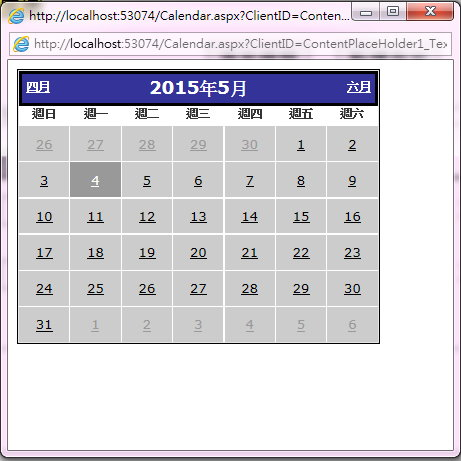 http://localhost:53074/Calendar.aspx?ClientID=Conten...
http://localhost:53074/Calendar.aspx?ClientID=ContentPlaceHolder1_Tex
四月 2015年5月 六月
週日 週一 週二 週三 週四 週五 週六
26 27 28 29 30 1 2
3 4 5 6 7 8 9
10 11 12 13 14 15 16
17 18 19 20 21 22 23
24 25 26 27 28 29 30
31 1 2 3 4 5 6